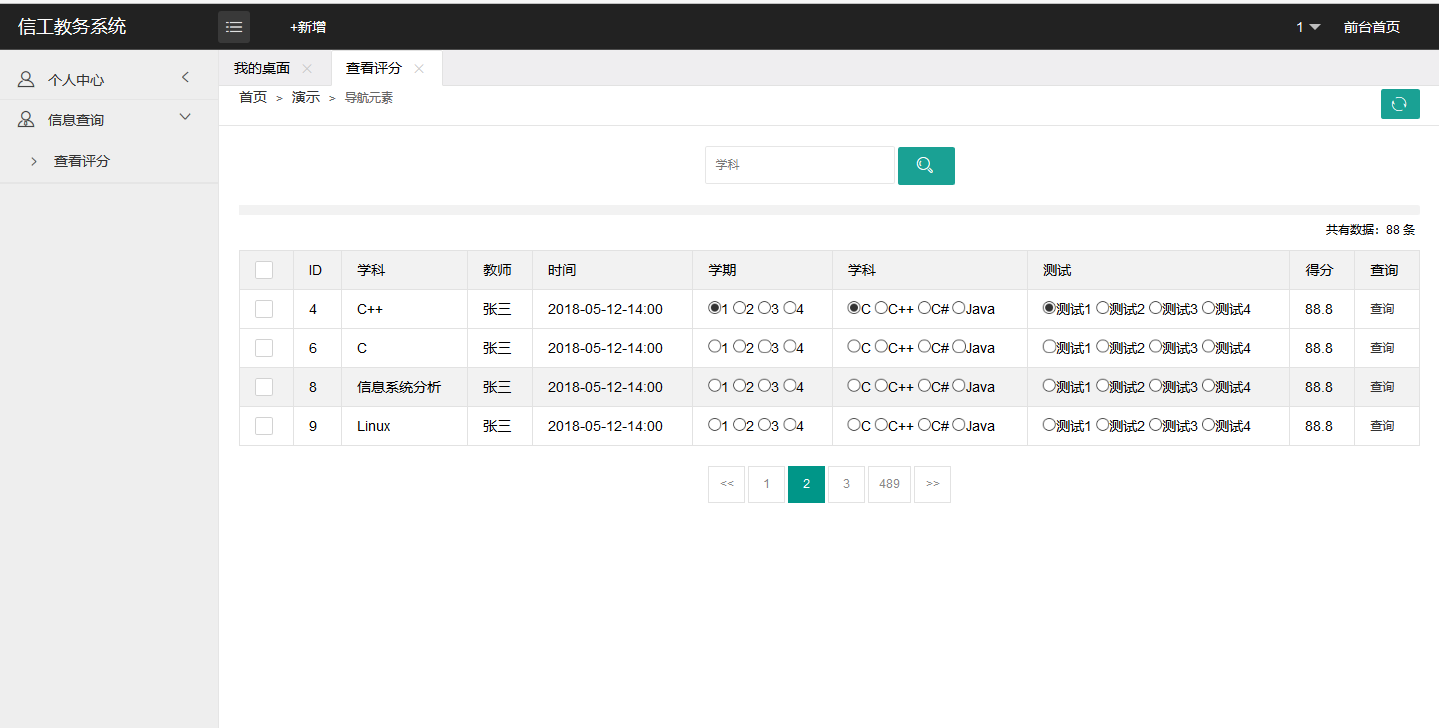 信工教务系统 +新增 1 前台首页
个人中心
信息查询
查看评分
我的桌面 查看评分
首页 > 演示 > 导航元素
学科
共有数据：88 条
ID 学科 教师 时间 学期 学科 测试 得分 查询
4 C++ 张三 2018-05-12-14:00 1 2 3 4 C C++ C# Java 测试1 测试2 测试3 测试4 88.8 查询
6 C 张三 2018-05-12-14:00 1 2 3 4 C C++ C# Java 测试1 测试2 测试3 测试4 88.8 查询
8 信息系统分析 张三 2018-05-12-14:00 1 2 3 4 C C++ C# Java 测试1 测试2 测试3 测试4 88.8 查询
9 Linux 张三 2018-05-12-14:00 1 2 3 4 C C++ C# Java 测试1 测试2 测试3 测试4 88.8 查询
<< 1 2 3 489 >>